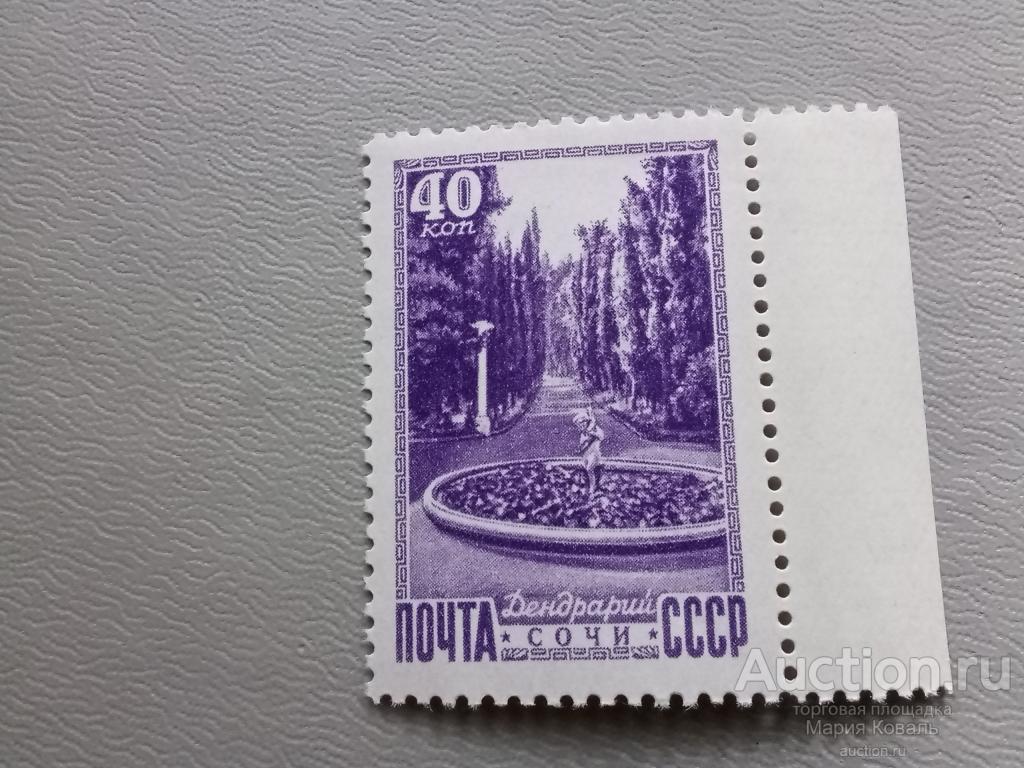 40
коп
Дендрарий
ПОЧТА * СОЧИ * СССР
Auction.ru
торговая площадка
Мария Коваль
auction.ru